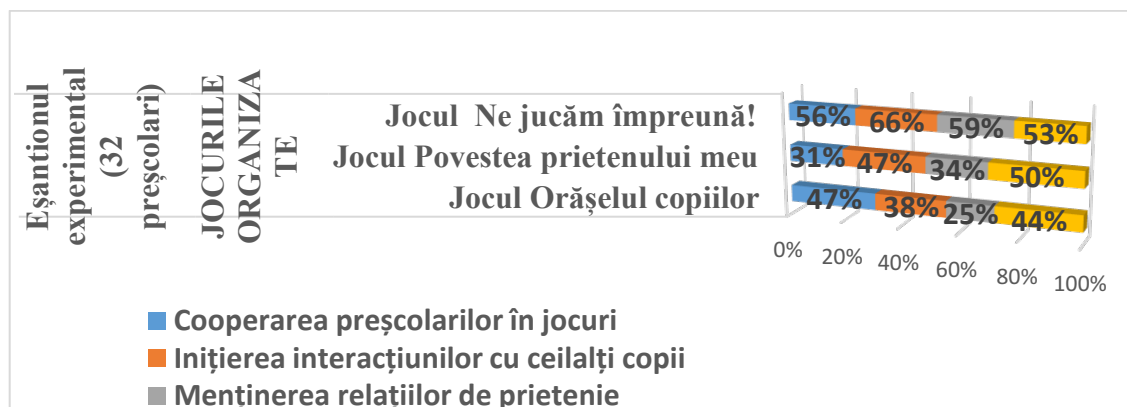 Eșantionul
experimental
(32
preșcolari)
JOCURILE
ORGANIZA
TE
Jocul Ne jucăm împreună!
56% 66% 59% 53%
Jocul Povestea prietenului meu
31% 47% 34% 50%
Jocul Orășelul copiilor
47% 38% 25% 44%
0% 20% 40% 60% 80% 100%
Cooperarea preșcolarilor în jocuri
Inițierea interacțiunilor cu ceilalți copii
Menținerea relațiilor de prietenie